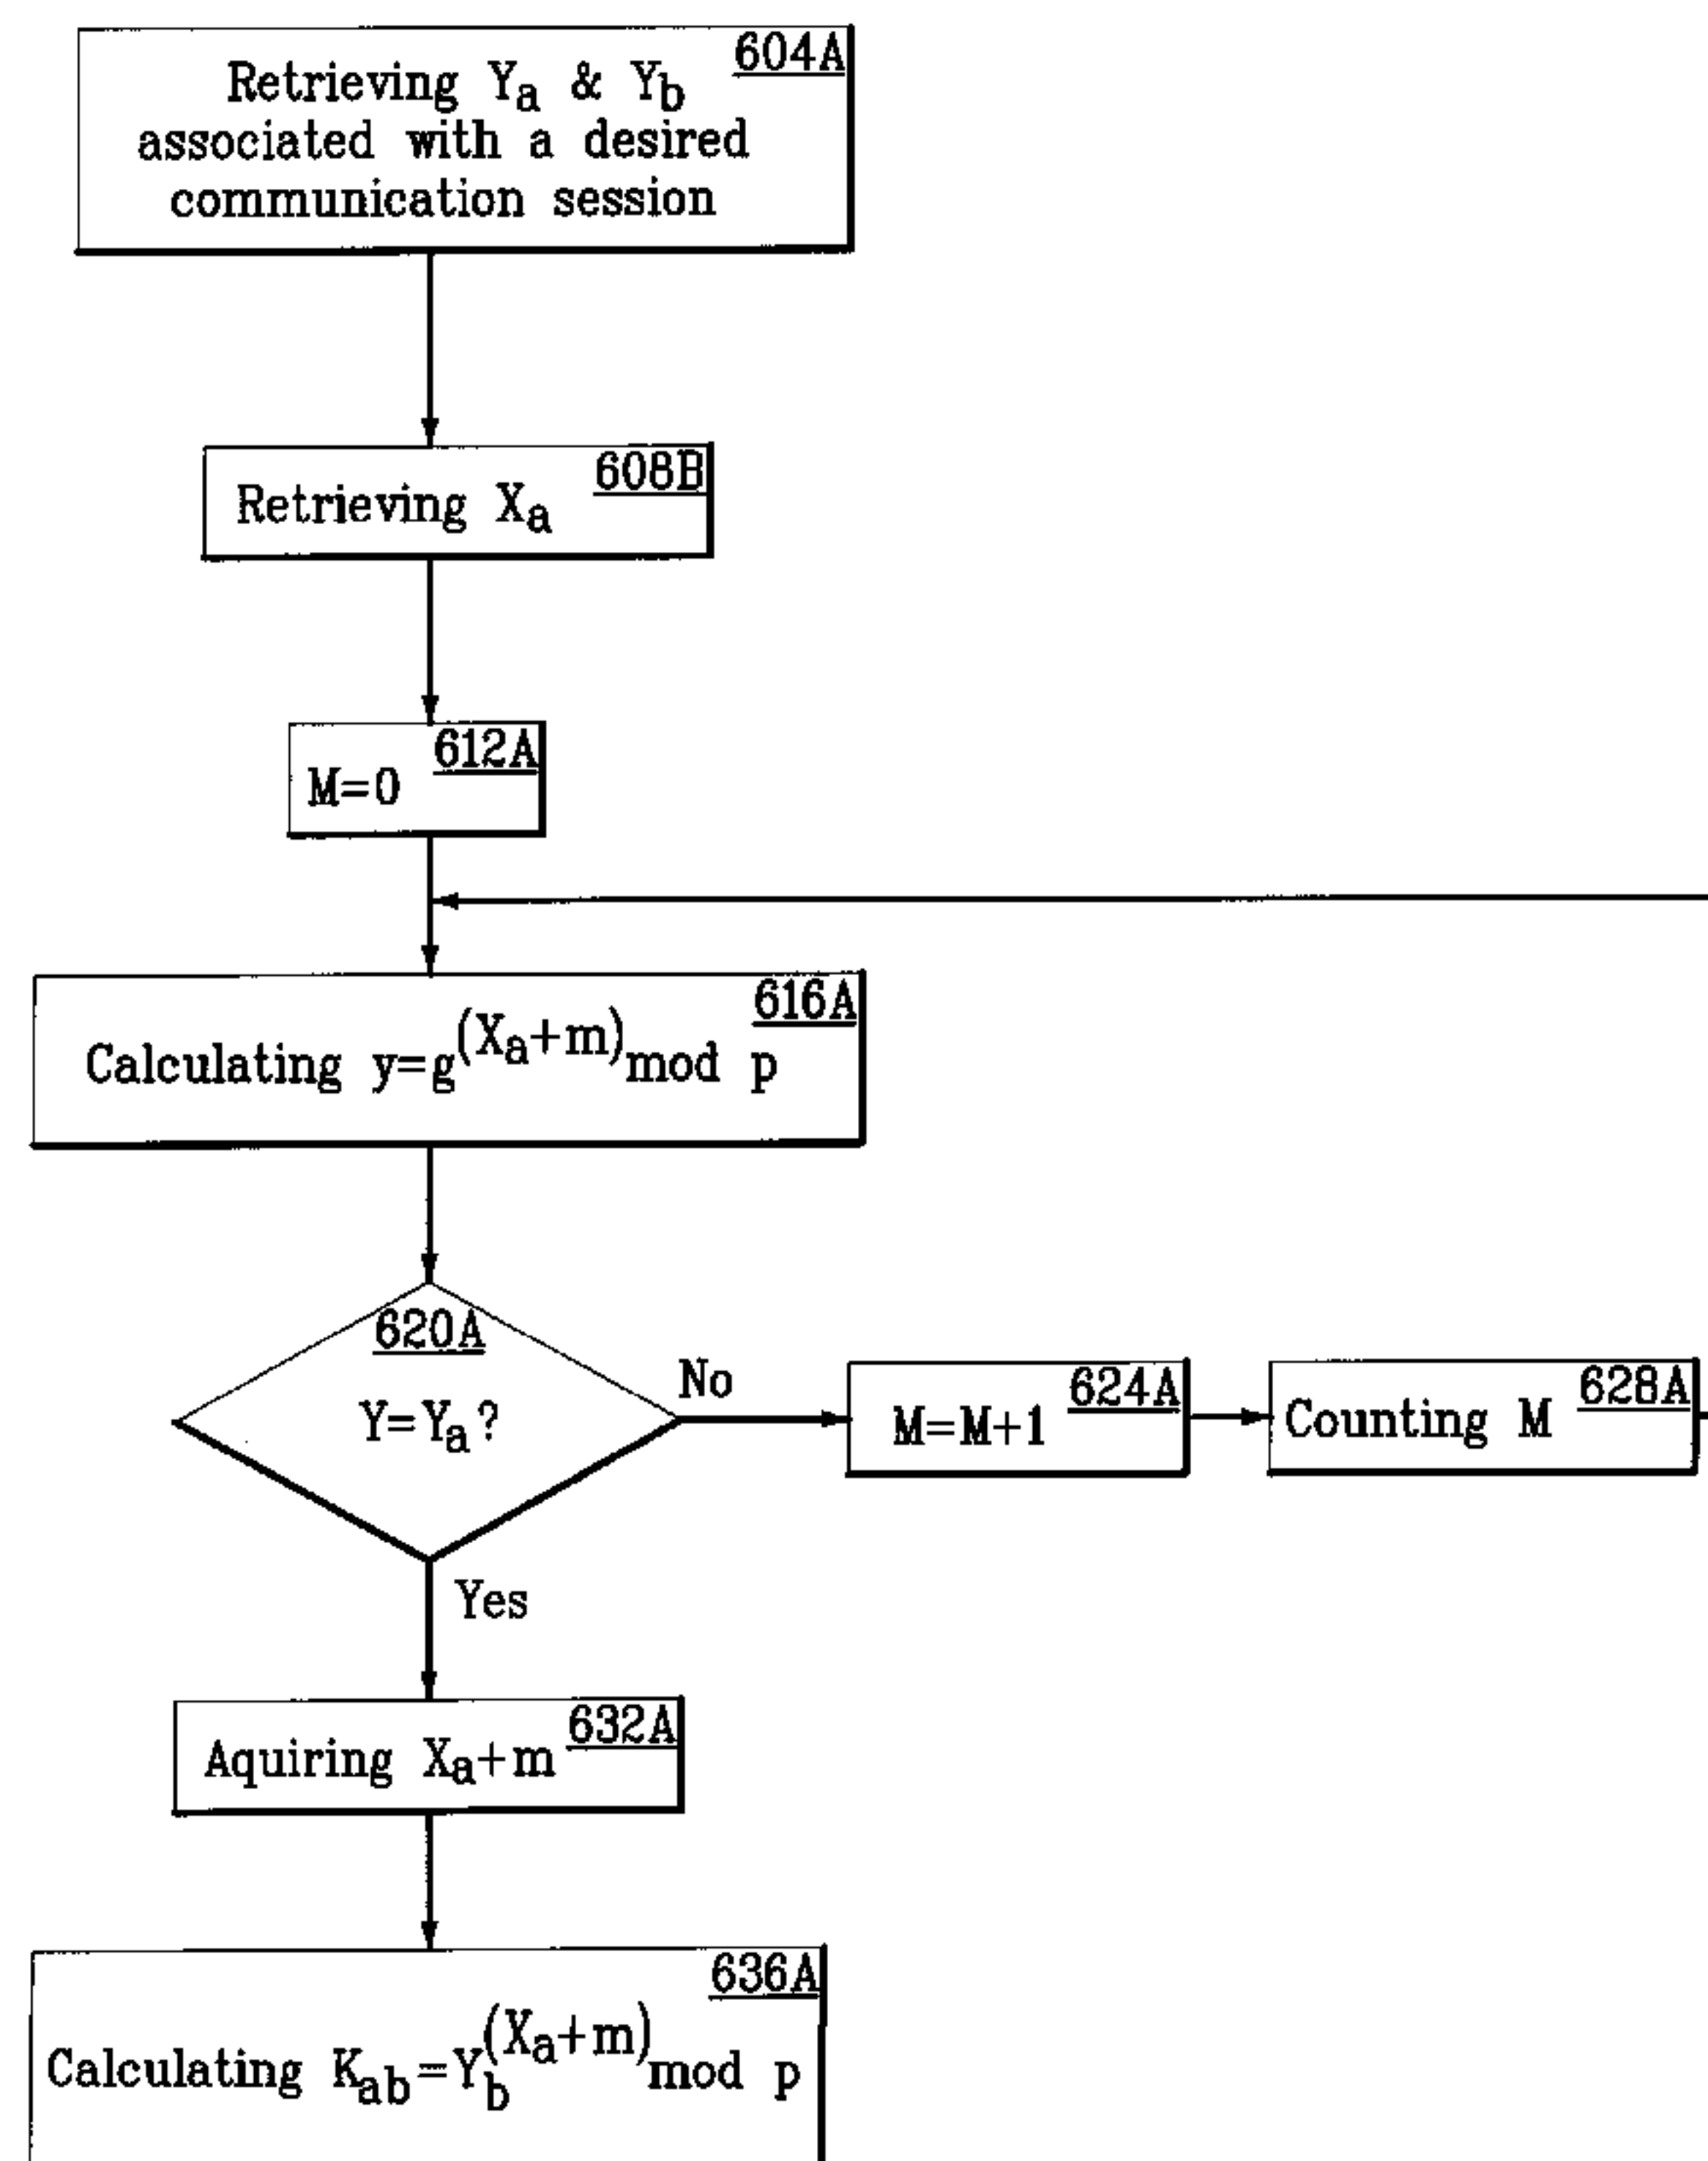 604A
Retrieving Ya & Yb
associated with a desired
communication session
608B
Retrieving Xa
612A
M=0
616A
Calculating y=g(Xa+m)mod p
620A
Y=Ya?
No
624A
M=M+1
628A
Counting M
Yes
632A
Aquiring Xa+m
636A
Calculating Kab=Yb(Xa+m)mod p